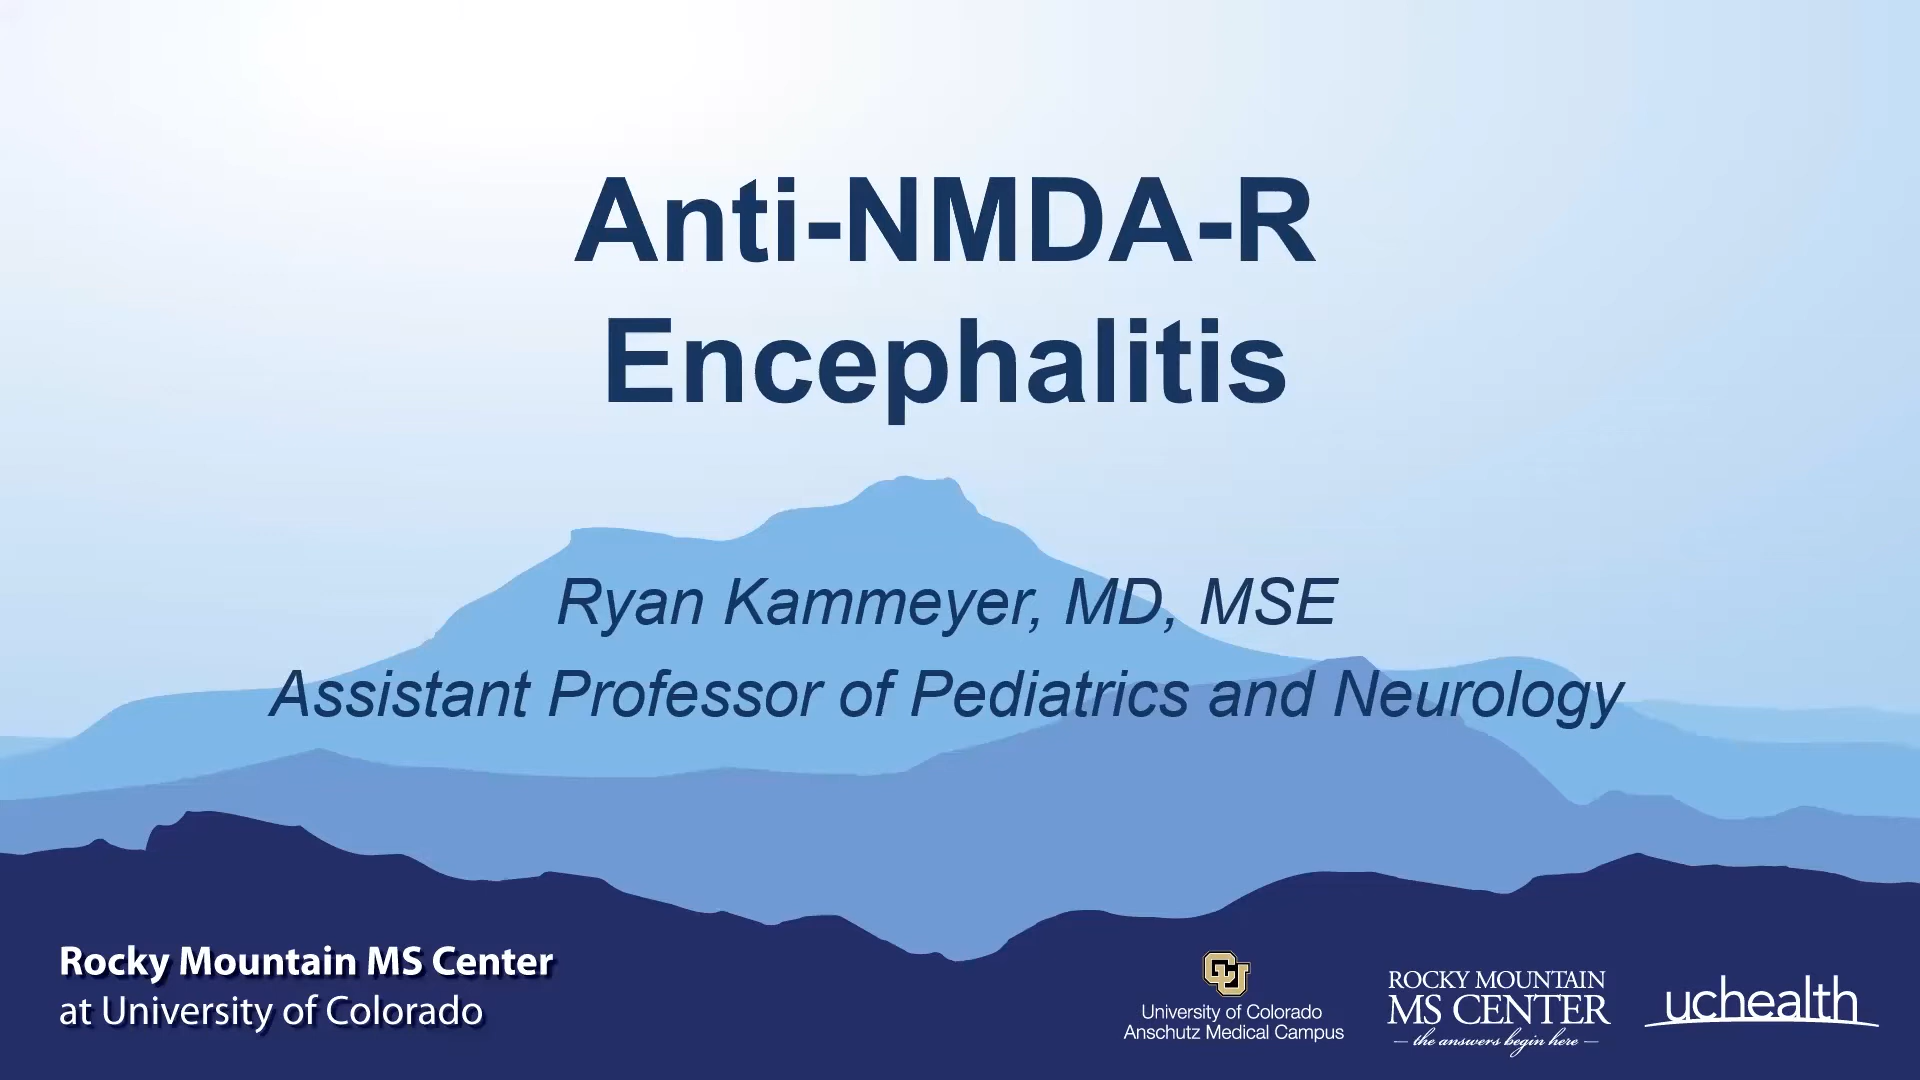 Anti-NMDA-R
Encephalitis
Ryan Kammeyer, MD, MSE
Assistant Professor of Pediatrics and Neurology
Rocky Mountain MS Center
at University of Colorado
CU
University of Colorado
Anschutz Medical Campus
ROCKY MOUNTAIN
MS CENTER
— the answers begin here —
uchealth